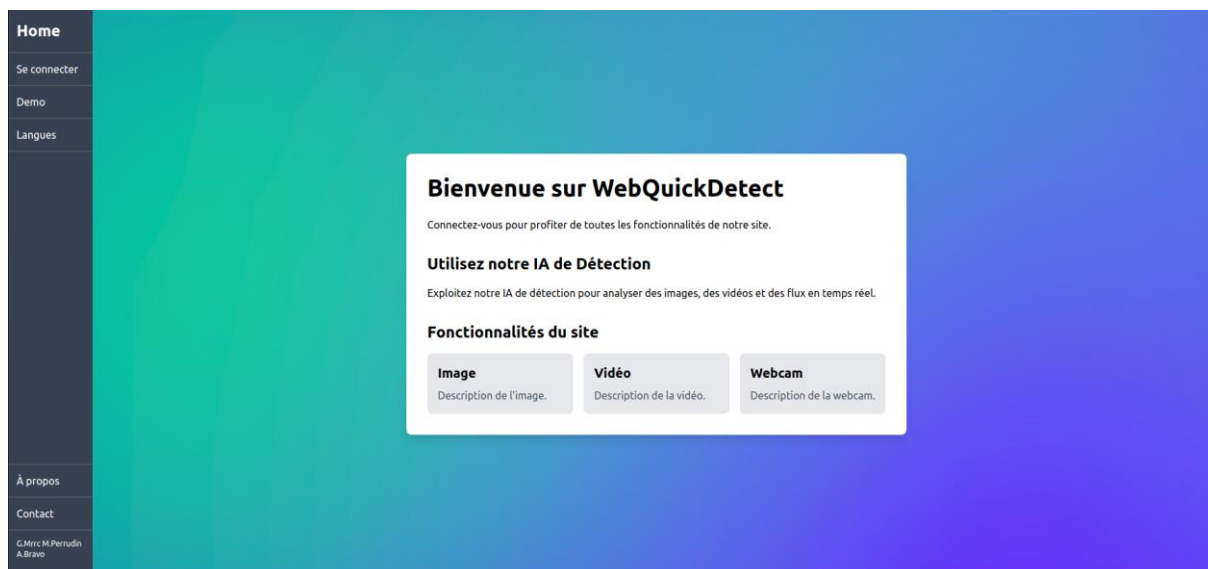 Home
Se connecter
Demo
Langues
À propos
Contact
G.Mrrc M.Perrudin
A.Bravo
Bienvenue sur WebQuickDetect
Connectez-vous pour profiter de toutes les fonctionnalités de notre site.
Utilisez notre IA de Détection
Exploitez notre IA de détection pour analyser des images, des vidéos et des flux en temps réel.
Fonctionnalités du site
Image
Description de l'image.
Vidéo
Description de la vidéo.
Webcam
Description de la webcam.